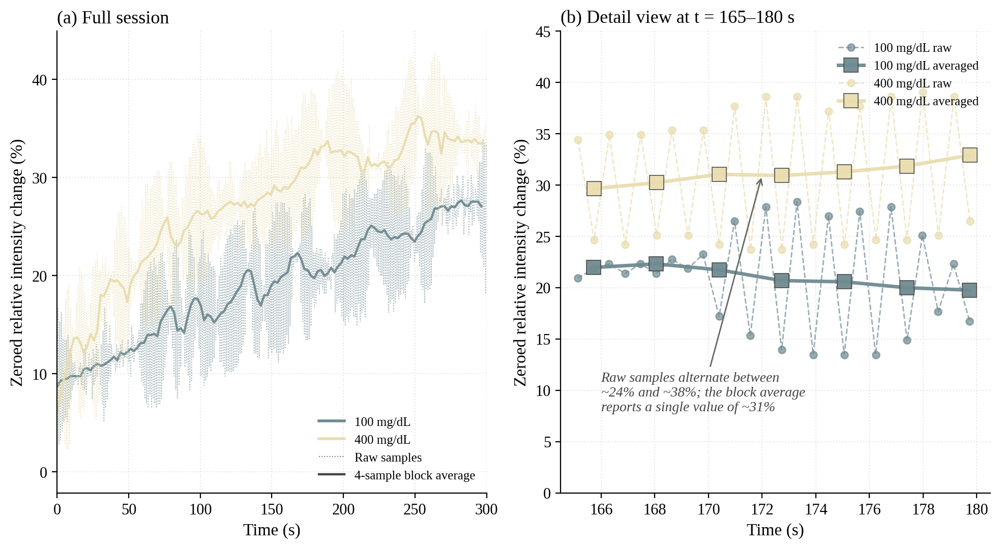 (a) Full session
Zeroed relative intensity change (%)
40
30
20
10
0
0 50 100 150 200 250 300
Time (s)
100 mg/dL
400 mg/dL
Raw samples
4-sample block average
(b) Detail view at t = 165–180 s
Zeroed relative intensity change (%)
45
40
35
30
25
20
15
10
5
0
166 168 170 172 174 176 178 180
Time (s)
100 mg/dL raw
100 mg/dL averaged
400 mg/dL raw
400 mg/dL averaged
Raw samples alternate between
~24% and ~38%; the block average
reports a single value of ~31%